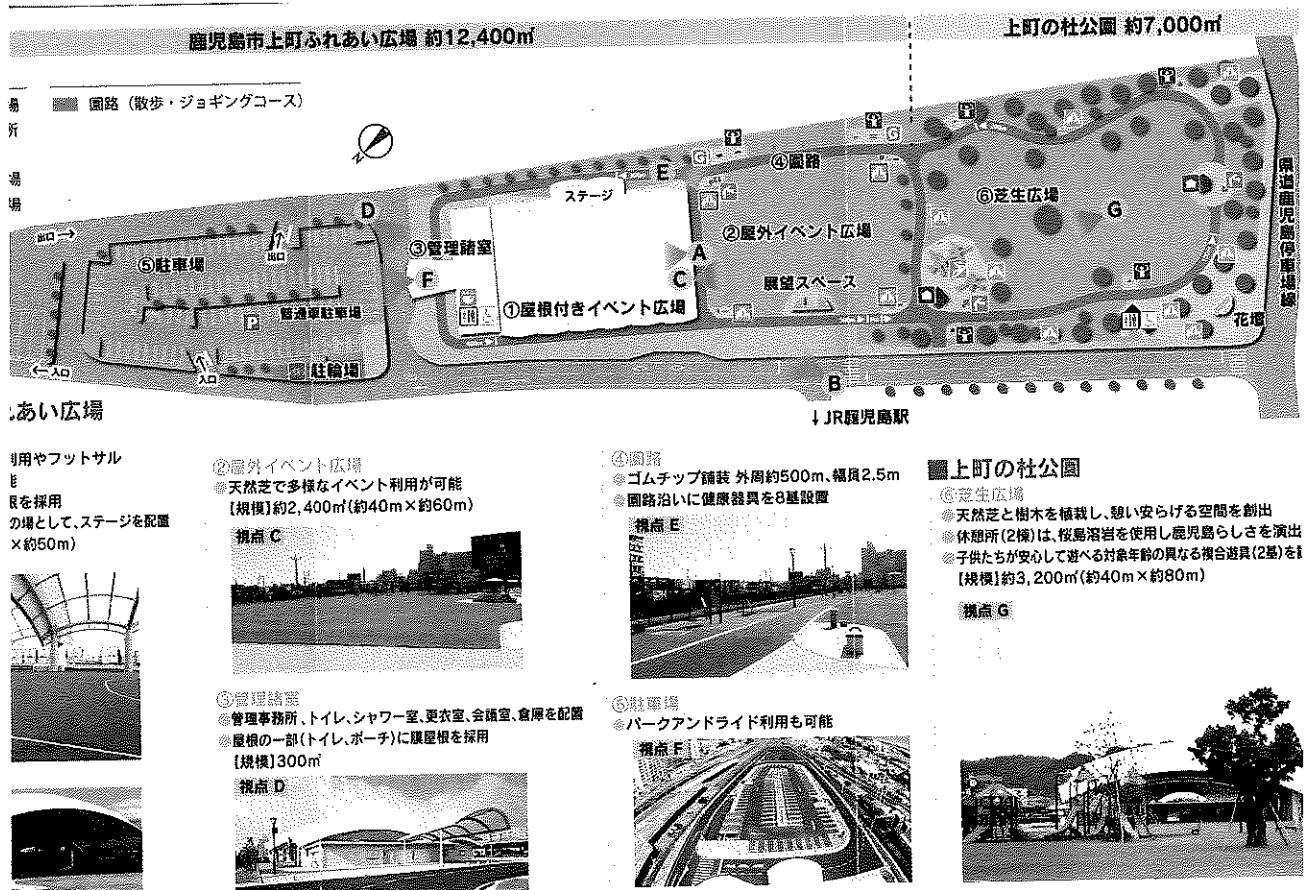 鹿児島市上町ふれあい広場 約12,400㎡
上町の杜公園 約7,000㎡
場
所
場
場
園路（散歩・ジョギングコース）
N
ステージ
E
G
④園路
G
D
出口→
出口
⑤駐車場
③管理諸室
F
A
C
②屋外イベント広場
展望スペース
①屋根付きイベント広場
⑥芝生広場
G
県道鹿児島停車場線
花壇
P
普通車駐車場
駐輪場
入口
←入口
B
↓JR鹿児島駅
れあい広場
利用やフットサル
能
根を採用
の場として、ステージを配置
×約50m）
②屋外イベント広場
天然芝で多様なイベント利用が可能
【規模】約2,400㎡（約40m×約60m）
視点 C
③管理諸室
管理事務所、トイレ、シャワー室、更衣室、会議室、倉庫を配置
屋根の一部（トイレ、ポーチ）に膜屋根を採用
【規模】300㎡
視点 D
④園路
ゴムチップ舗装 外周約500m、幅員2.5m
園路沿いに健康器具を8基設置
視点 E
⑤駐車場
パークアンドライド利用も可能
視点 F
■上町の杜公園
⑥芝生広場
天然芝と樹木を植栽し、憩い安らげる空間を創出
休憩所（2棟）は、桜島溶岩を使用し鹿児島らしさを演出
子供たちが安心して遊べる対象年齢の異なる複合遊具（2基）を
【規模】約3,200㎡（約40m×約80m）
視点 G